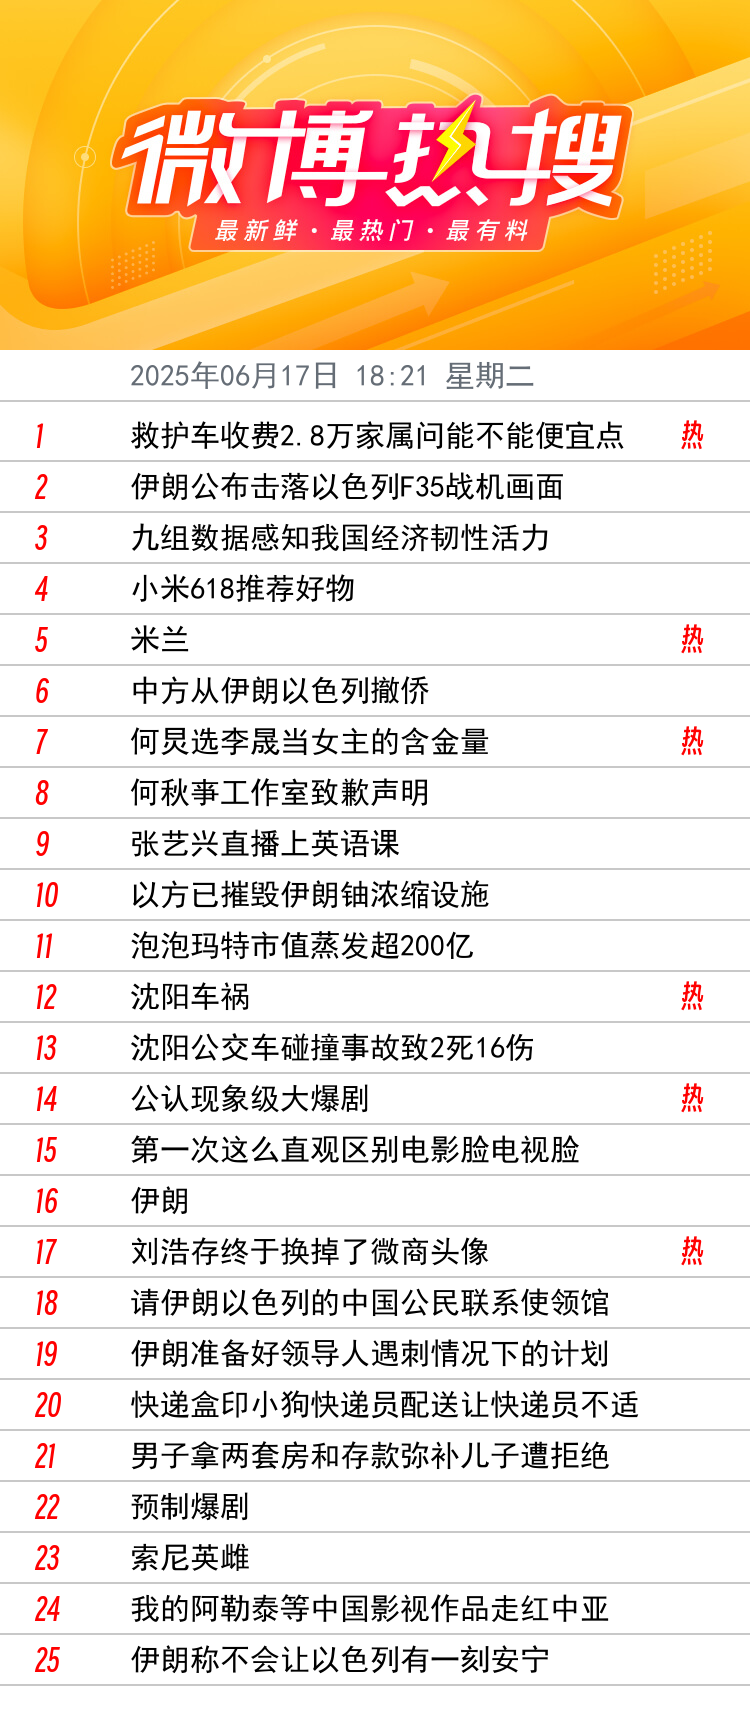 微博热搜
最新鲜·最热门·最有料
2025年06月17日 18:21 星期二
1 救护车收费2.8万家属问能不能便宜点 热
2 伊朗公布击落以色列F35战机画面
3 九组数据感知我国经济韧性活力
4 小米618推荐好物
5 米兰 热
6 中方从伊朗以色列撤侨
7 何炅选李晟当女主的含金量 热
8 何秋亊工作室致歉声明
9 张艺兴直播上英语课
10 以方已摧毁伊朗铀浓缩设施
11 泡泡玛特市值蒸发超200亿
12 沈阳车祸 热
13 沈阳公交车碰撞事故致2死16伤
14 公认现象级大爆剧 热
15 第一次这么直观区别电影脸电视脸
16 伊朗
17 刘浩存终于换掉了微商头像 热
18 请伊朗以色列的中国公民联系使领馆
19 伊朗准备好领导人遇刺情况下的计划
20 快递盒印小狗快递员配送让快递员不适
21 男子拿两套房和存款弥补儿子遭拒绝
22 预制爆剧
23 索尼英雌
24 我的阿勒泰等中国影视作品走红中亚
25 伊朗称不会让以色列有一刻安宁